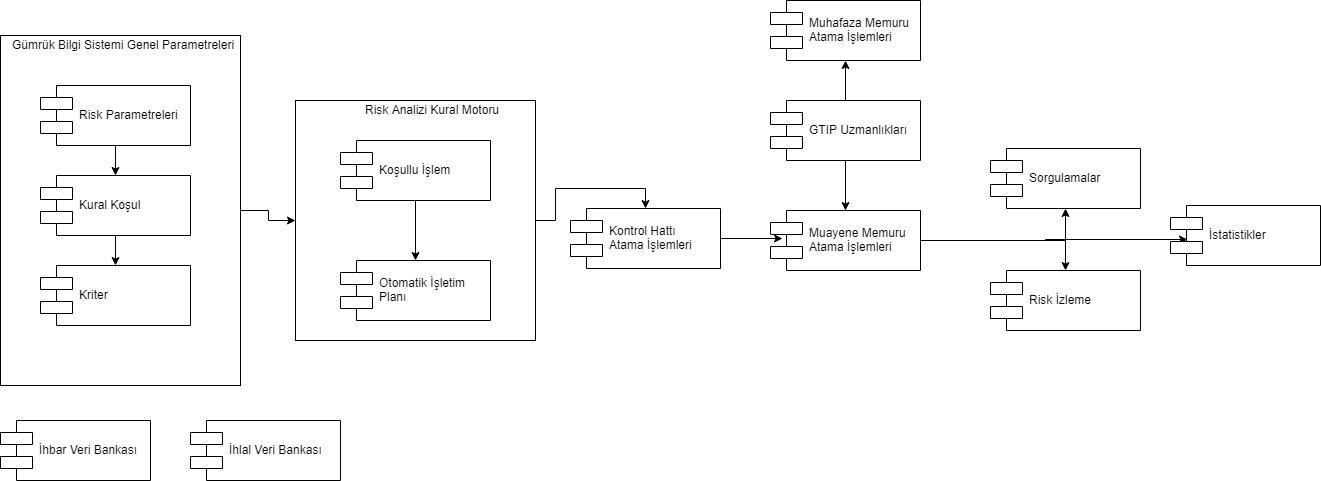 Gümrük Bilgi Sistemi Genel Parametreleri
Risk Parametreleri
Kural Koşul
Kriter
Risk Analizi Kural Motoru
Koşullu İşlem
Otomatik İşletim
Planı
Kontrol Hattı
Atama İşlemleri
Muhafaza Memuru
Atama İşlemleri
GTIP Uzmanlıkları
Muayene Memuru
Atama İşlemleri
Sorgulamalar
Risk İzleme
İstatistikler
İhbar Veri Bankası
İhlal Veri Bankası